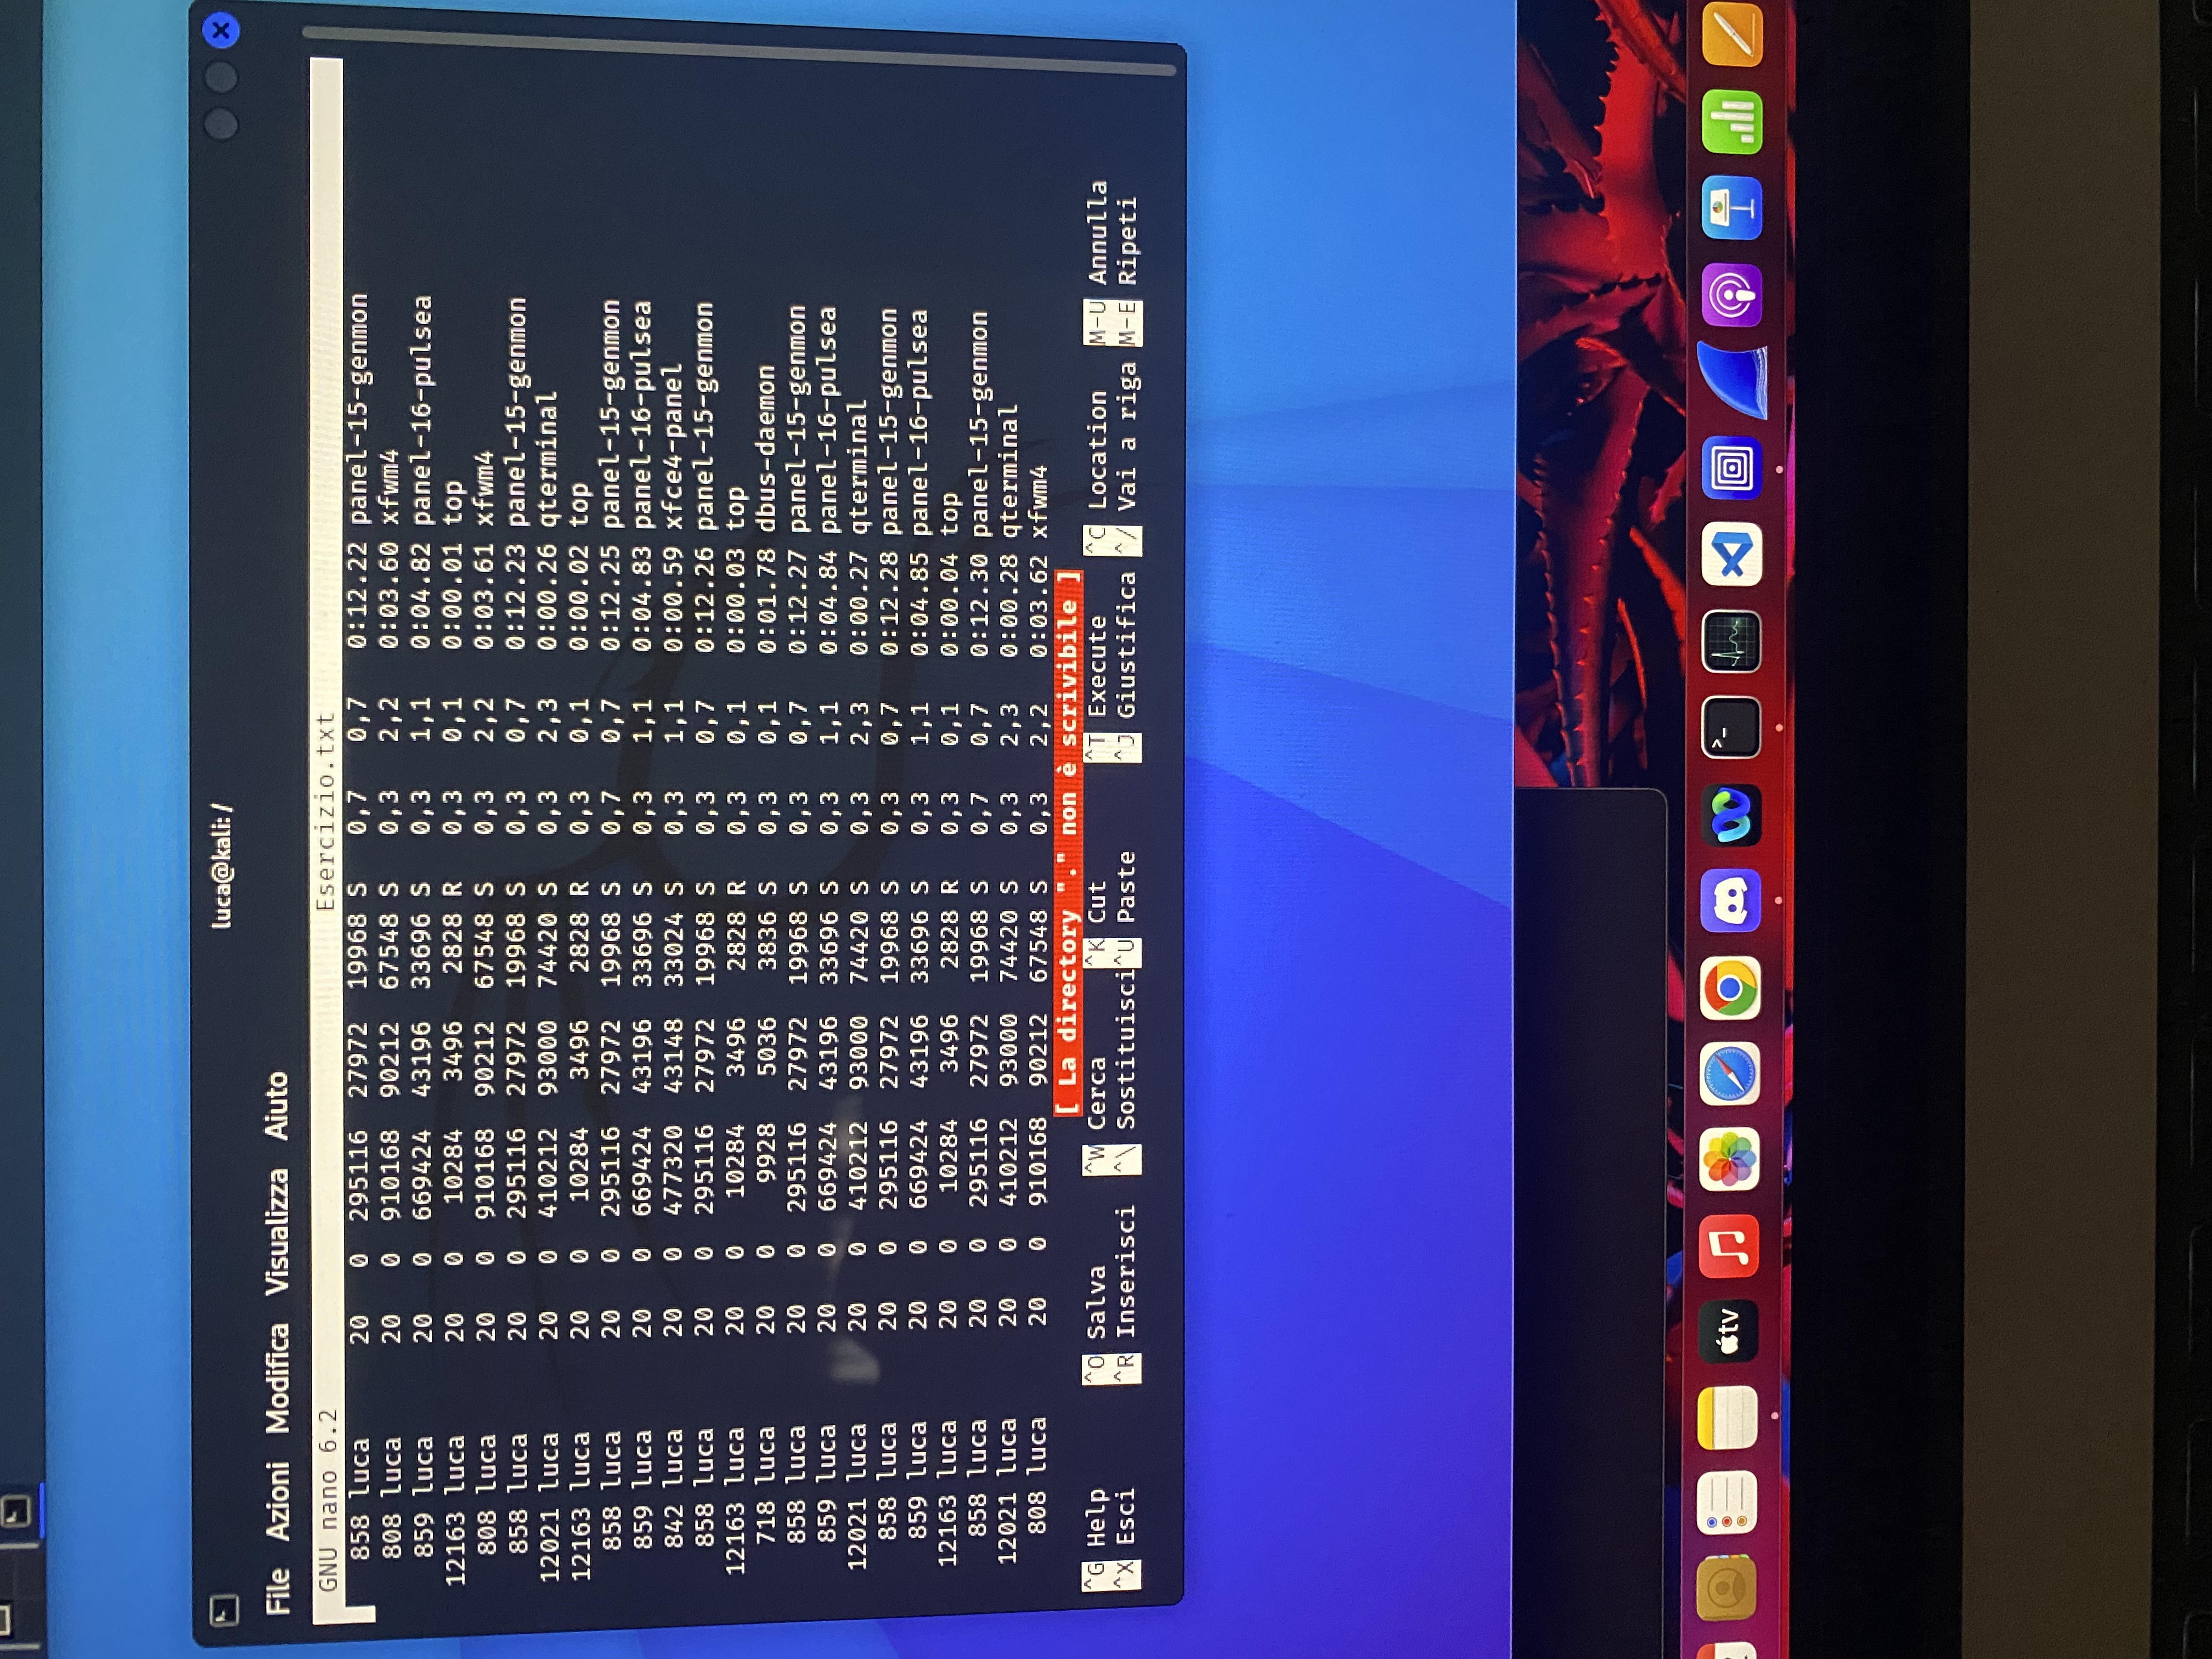 luca@kali: /
File Azioni Modifica Visualizza Aiuto
GNU nano 6.2 Esercizio.txt
858 luca 20 0 295116 27972 19968 S 0,7 0,7 0:12.22 panel-15-genmon
808 luca 20 0 910168 90212 67548 S 0,3 2,2 0:03.60 xfwm4
859 luca 20 0 669424 43196 33696 S 0,3 1,1 0:04.82 panel-16-pulsea
12163 luca 20 0 10284 3496 2828 R 0,3 0,1 0:00.01 top
808 luca 20 0 910168 90212 67548 S 0,3 2,2 0:03.61 xfwm4
858 luca 20 0 295116 27972 19968 S 0,3 0,7 0:12.23 panel-15-genmon
12021 luca 20 0 410212 93000 74420 S 0,3 2,3 0:00.26 qterminal
12163 luca 20 0 10284 3496 2828 R 0,3 0,1 0:00.02 top
858 luca 20 0 295116 27972 19968 S 0,7 0,7 0:12.25 panel-15-genmon
859 luca 20 0 669424 43196 33696 S 0,3 1,1 0:04.83 panel-16-pulsea
842 luca 20 0 477320 43148 33024 S 0,3 1,1 0:00.59 xfce4-panel
858 luca 20 0 295116 27972 19968 S 0,3 0,7 0:12.26 panel-15-genmon
12163 luca 20 0 10284 3496 2828 R 0,3 0,1 0:00.03 top
718 luca 20 0 9928 5036 3836 S 0,3 0,1 0:01.78 dbus-daemon
858 luca 20 0 295116 27972 19968 S 0,3 0,7 0:12.27 panel-15-genmon
859 luca 20 0 669424 43196 33696 S 0,3 1,1 0:04.84 panel-16-pulsea
12021 luca 20 0 410212 93000 74420 S 0,3 2,3 0:00.27 qterminal
858 luca 20 0 295116 27972 19968 S 0,3 0,7 0:12.28 panel-15-genmon
859 luca 20 0 669424 43196 33696 S 0,3 1,1 0:04.85 panel-16-pulsea
12163 luca 20 0 10284 3496 2828 R 0,3 0,1 0:00.04 top
858 luca 20 0 295116 27972 19968 S 0,7 0,7 0:12.30 panel-15-genmon
12021 luca 20 0 410212 93000 74420 S 0,3 2,3 0:00.28 qterminal
808 luca 20 0 910168 90212 67548 S 0,3 2,2 0:03.62 xfwm4
[ La directory "." non è scrivibile ]
^G Help ^O Salva ^W Cerca ^K Cut ^T Execute ^C Location M-U Annulla
^X Esci ^R Inserisci ^\ Sostituisci ^U Paste ^J Giustifica ^/ Vai a riga M-E Ripeti
tv